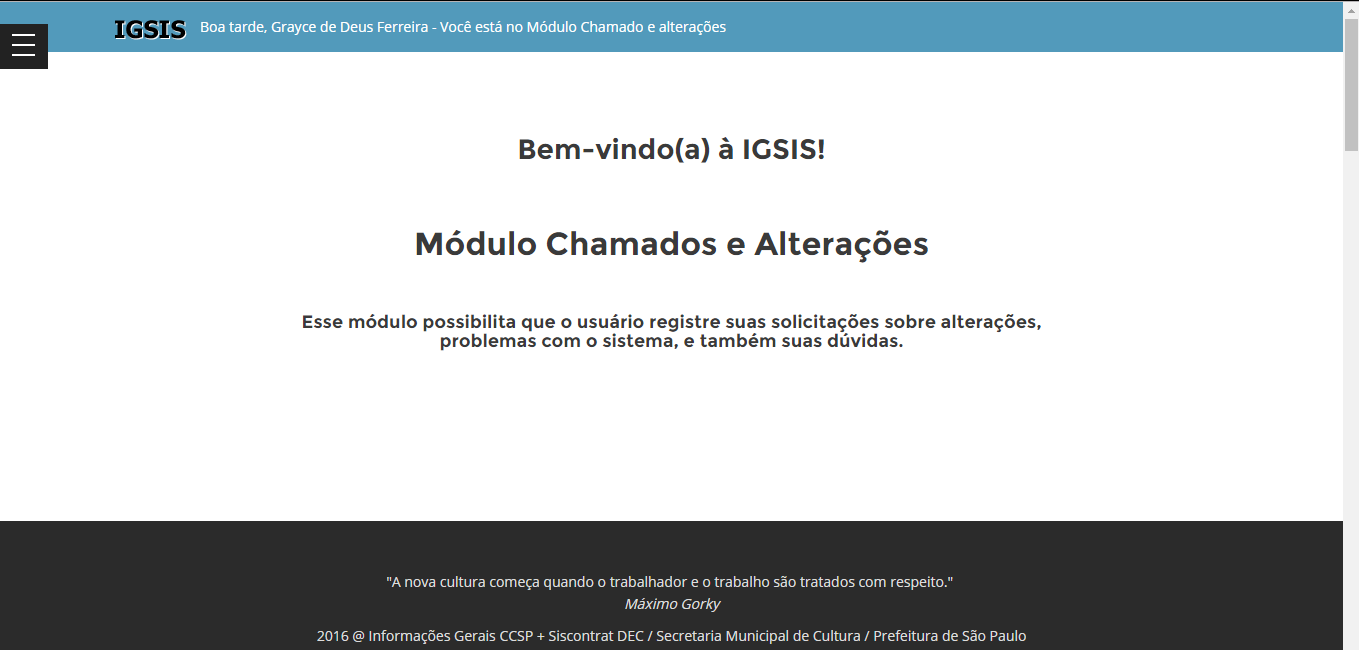 IGSIS Boa tarde, Grayce de Deus Ferreira - Você está no Módulo Chamado e alterações
Bem-vindo(a) à IGSIS!
Módulo Chamados e Alterações
Esse módulo possibilita que o usuário registre suas solicitações sobre alterações,
problemas com o sistema, e também suas dúvidas.
"A nova cultura começa quando o trabalhador e o trabalho são tratados com respeito."
Máximo Gorky
2016 @ Informações Gerais CCSP + Siscontrat DEC / Secretaria Municipal de Cultura / Prefeitura de São Paulo